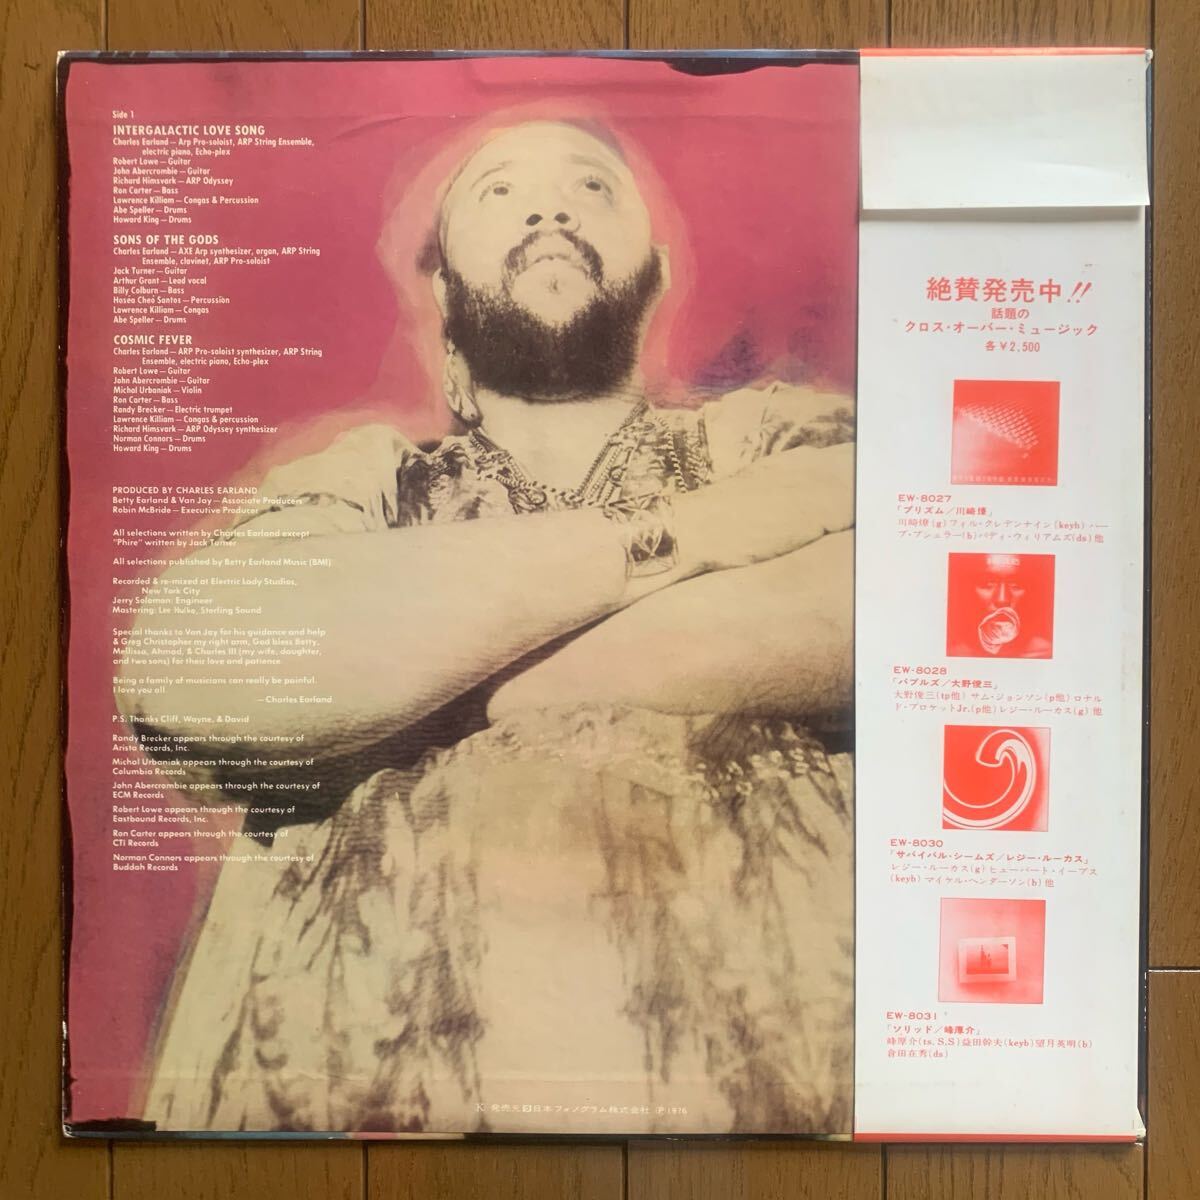 Side 1
INTERGALACTIC LOVE SONG
Charles Earland — Arp Pro-soloist, ARP String Ensemble,
electric piano, Echo-plex
Robert Lowe — Guitar
John Abercrombie — Guitar
Richard Himsvark — ARP Odyssey
Ron Carter — Bass
Lawrence Killiam — Congas & Percussion
Abe Speller — Drums
Howard King — Drums
SONS OF THE GODS
Charles Earland — AXE Arp synthesizer, organ, ARP String
Ensemble, clavinet, ARP Pro-soloist
Jack Turner — Guitar
Arthur Grant — Lead vocal
Billy Colburn — Bass
Hosea Cheo Santos — Percussion
Lawrence Killiam — Congas
Abe Speller — Drums
COSMIC FEVER
Charles Earland — ARP Pro-soloist synthesizer, ARP String
Ensemble, electric piano, Echo-plex
Robert Lowe — Guitar
John Abercrombie — Guitar
Michal Urbaniak — Violin
Ron Carter — Bass
Randy Brecker — Electric trumpet
Lawrence Killiam — Congas & percussion
Richard Himsvark — ARP Odyssey synthesizer
Norman Connors — Drums
Howard King — Drums
PRODUCED BY CHARLES EARLAND
Betty Earland & Van Jay — Associate Producers
Robin McBride — Executive Producer
All selections written by Charles Earland except
"Phire" written by Jack Turner
All selections published by Betty Earland Music (BMI)
Recorded & re-mixed at Electric Lady Studios,
New York City
Jerry Solomon: Engineer
Mastering: Lee Hulko, Sterling Sound
Special thanks to Van Jay for his guidance and help
& Greg Christopher my right arm, God bless Betty,
Mellissa, Ahmad, & Charles III (my wife, daughter,
and two sons) for their love and patience
Being a family of musicians can really be painful.
I love you all.
— Charles Earland
P.S. Thanks Cliff, Wayne, & David
Randy Brecker appears through the courtesy of
Arista Records, Inc.
Michal Urbaniak appears through the courtesy of
Columbia Records
John Abercrombie appears through the courtesy of
ECM Records
Robert Lowe appears through the courtesy of
Eastbound Records, Inc.
Ron Carter appears through the courtesy of
CTI Records
Norman Connors appears through the courtesy of
Buddah Records
K 発売元 日本フォノグラム株式会社 Ⓟ 1976
絶賛発売中!!
話題の
クロス・オーバー・ミュージック
各¥2,500
EW-8027
「プリズム/川崎燎」
川崎燎(g)フィル・クレデンナイン(keyb)ハー
ブ・ブシュラー(b)バディ・ウィリアムズ(ds)他
EW-8028
「バブルズ/大野俊三」
大野俊三(tp他)サム・ジョンソン(p他)ロナル
ド・ブロケットJr.(p他)レジー・ルーカス(g)他
EW-8030
「サバイバル・シームズ/レジー・ルーカス」
レジー・ルーカス(g)ヒューバート・イーブス
(keyb)マイケル・ヘンダーソン(b)他
EW-8031
「ソリッド/峰厚介」
峰厚介(ts.S,S)益田幹夫(keyb)望月英明(b)
倉田在秀(ds)